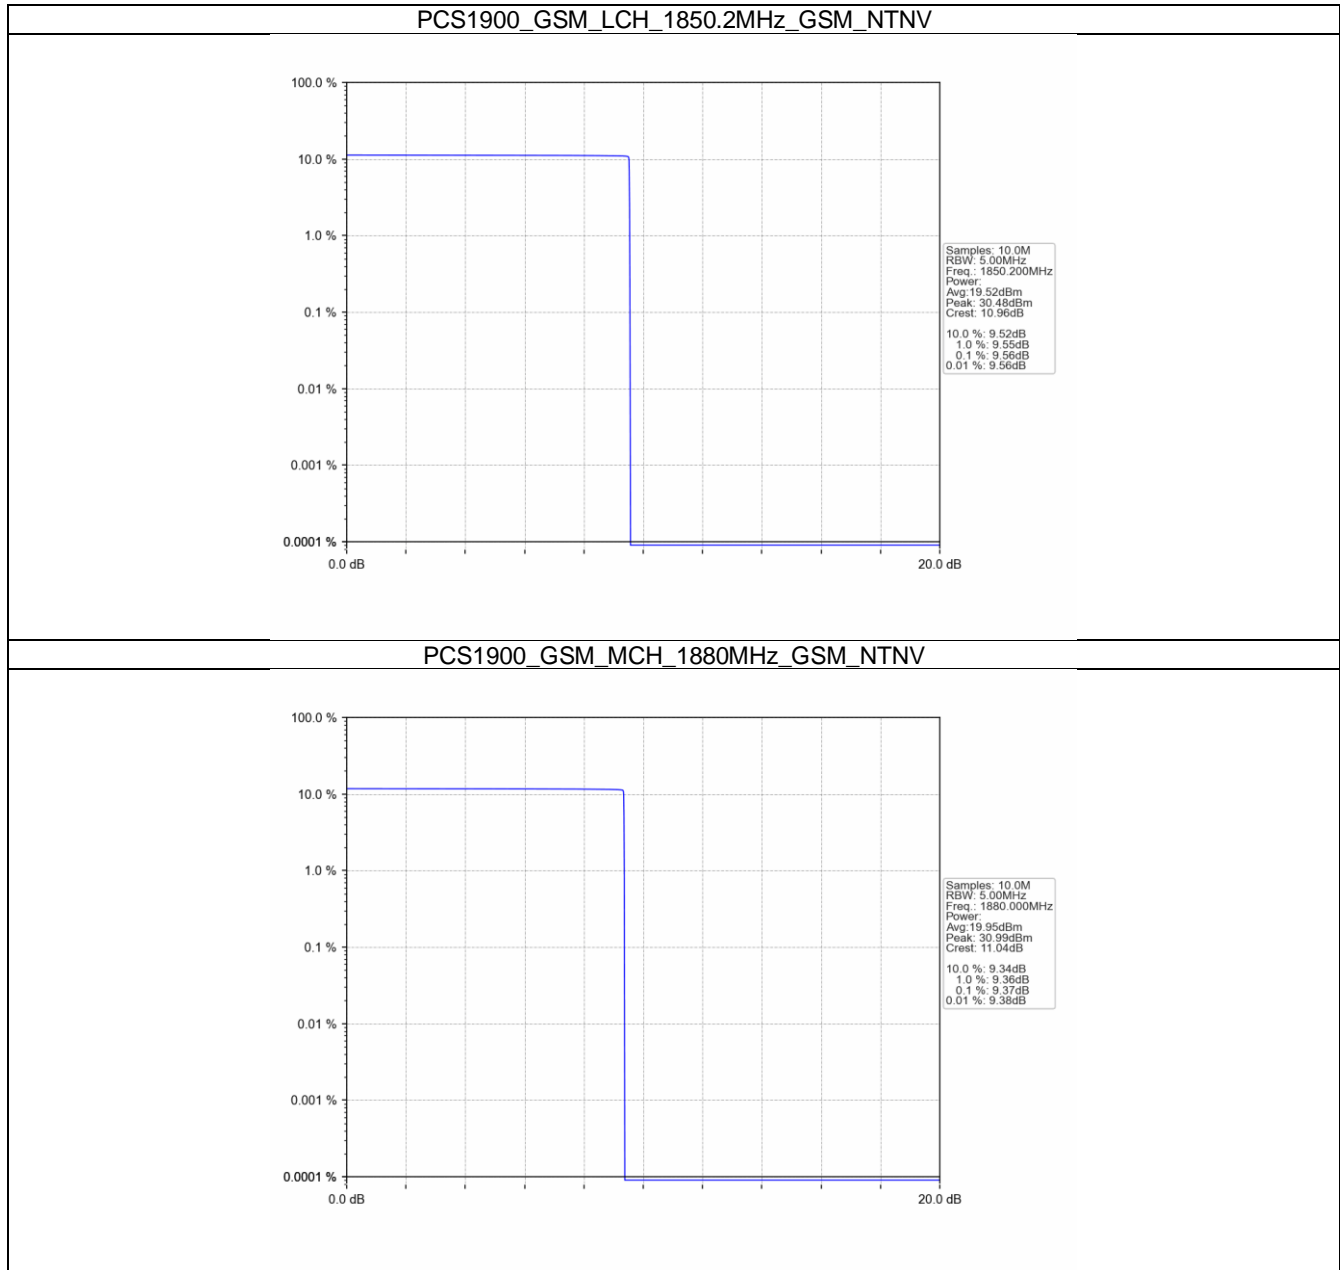 PCS1900_GSM_LCH_1850.2MHz_GSM_NTNV
100.0 %
10.0 %
1.0 %
0.1 %
0.01 %
0.001 %
0.0001 %
0.0 dB
20.0 dB
Samples: 10.0M
RBW: 5.00MHz
Freq.: 1850.200MHz
Power:
Avg:19.52dBm
Peak: 30.48dBm
Crest: 10.96dB
10.0 %: 9.52dB
1.0 %: 9.55dB
0.1 %: 9.56dB
0.01 %: 9.56dB
PCS1900_GSM_MCH_1880MHz_GSM_NTNV
100.0 %
10.0 %
1.0 %
0.1 %
0.01 %
0.001 %
0.0001 %
0.0 dB
20.0 dB
Samples: 10.0M
RBW: 5.00MHz
Freq.: 1880.000MHz
Power:
Avg:19.95dBm
Peak: 30.99dBm
Crest: 11.04dB
10.0 %: 9.34dB
1.0 %: 9.36dB
0.1 %: 9.37dB
0.01 %: 9.38dB